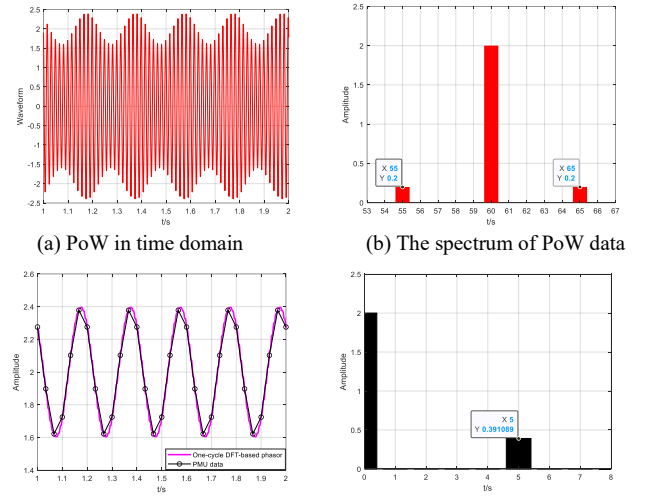 2.5
2
1.5
1
0.5
0
-0.5
-1
-1.5
-2
-2.5
Waveform
1 1.1 1.2 1.3 1.4 1.5 1.6 1.7 1.8 1.9 2
t/s
(a) PoW in time domain
2.5
2
1.5
1
0.5
0
Amplitude
X 55
Y 0.2
X 65
Y 0.2
53 54 55 56 57 58 59 60 61 62 63 64 65 66 67
t/s
(b) The spectrum of PoW data
2.6
2.4
2.2
2
1.8
1.6
1.4
Amplitude
One-cycle DFT-based phasor
PMU data
1 1.1 1.2 1.3 1.4 1.5 1.6 1.7 1.8 1.9 2
t/s
2.5
2
1.5
1
0.5
0
Amplitude
X 5
Y 0.391089
0 1 2 3 4 5 6 7 8
t/s